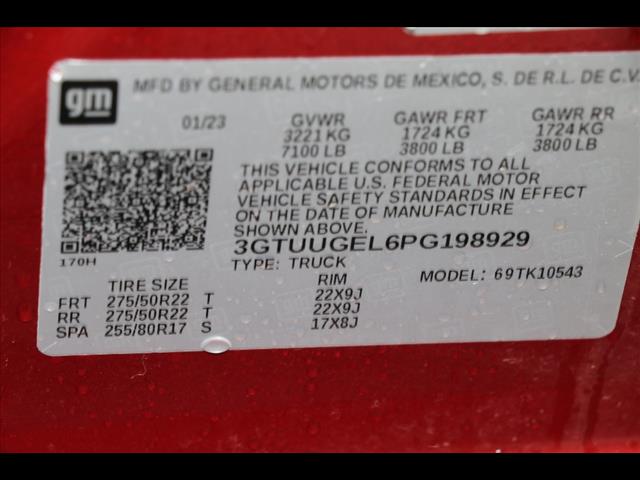 gm MFD BY GENERAL MOTORS DE MEXICO, S. DE R.L. DE C.V.
01/23 GVWR GAWR FRT GAWR RR
3221 KG 1724 KG 1724 KG
7100 LB 3800 LB 3800 LB
THIS VEHICLE CONFORMS TO ALL
APPLICABLE U.S. FEDERAL MOTOR
VEHICLE SAFETY STANDARDS IN EFFECT
ON THE DATE OF MANUFACTURE
SHOWN ABOVE.
170H 3GTUUGEL6PG198929
TYPE: TRUCK MODEL: 69TK10543
TIRE SIZE RIM
FRT 275/50R22 T 22X9J
RR 275/50R22 T 22X9J
SPA 255/80R17 S 17X8J